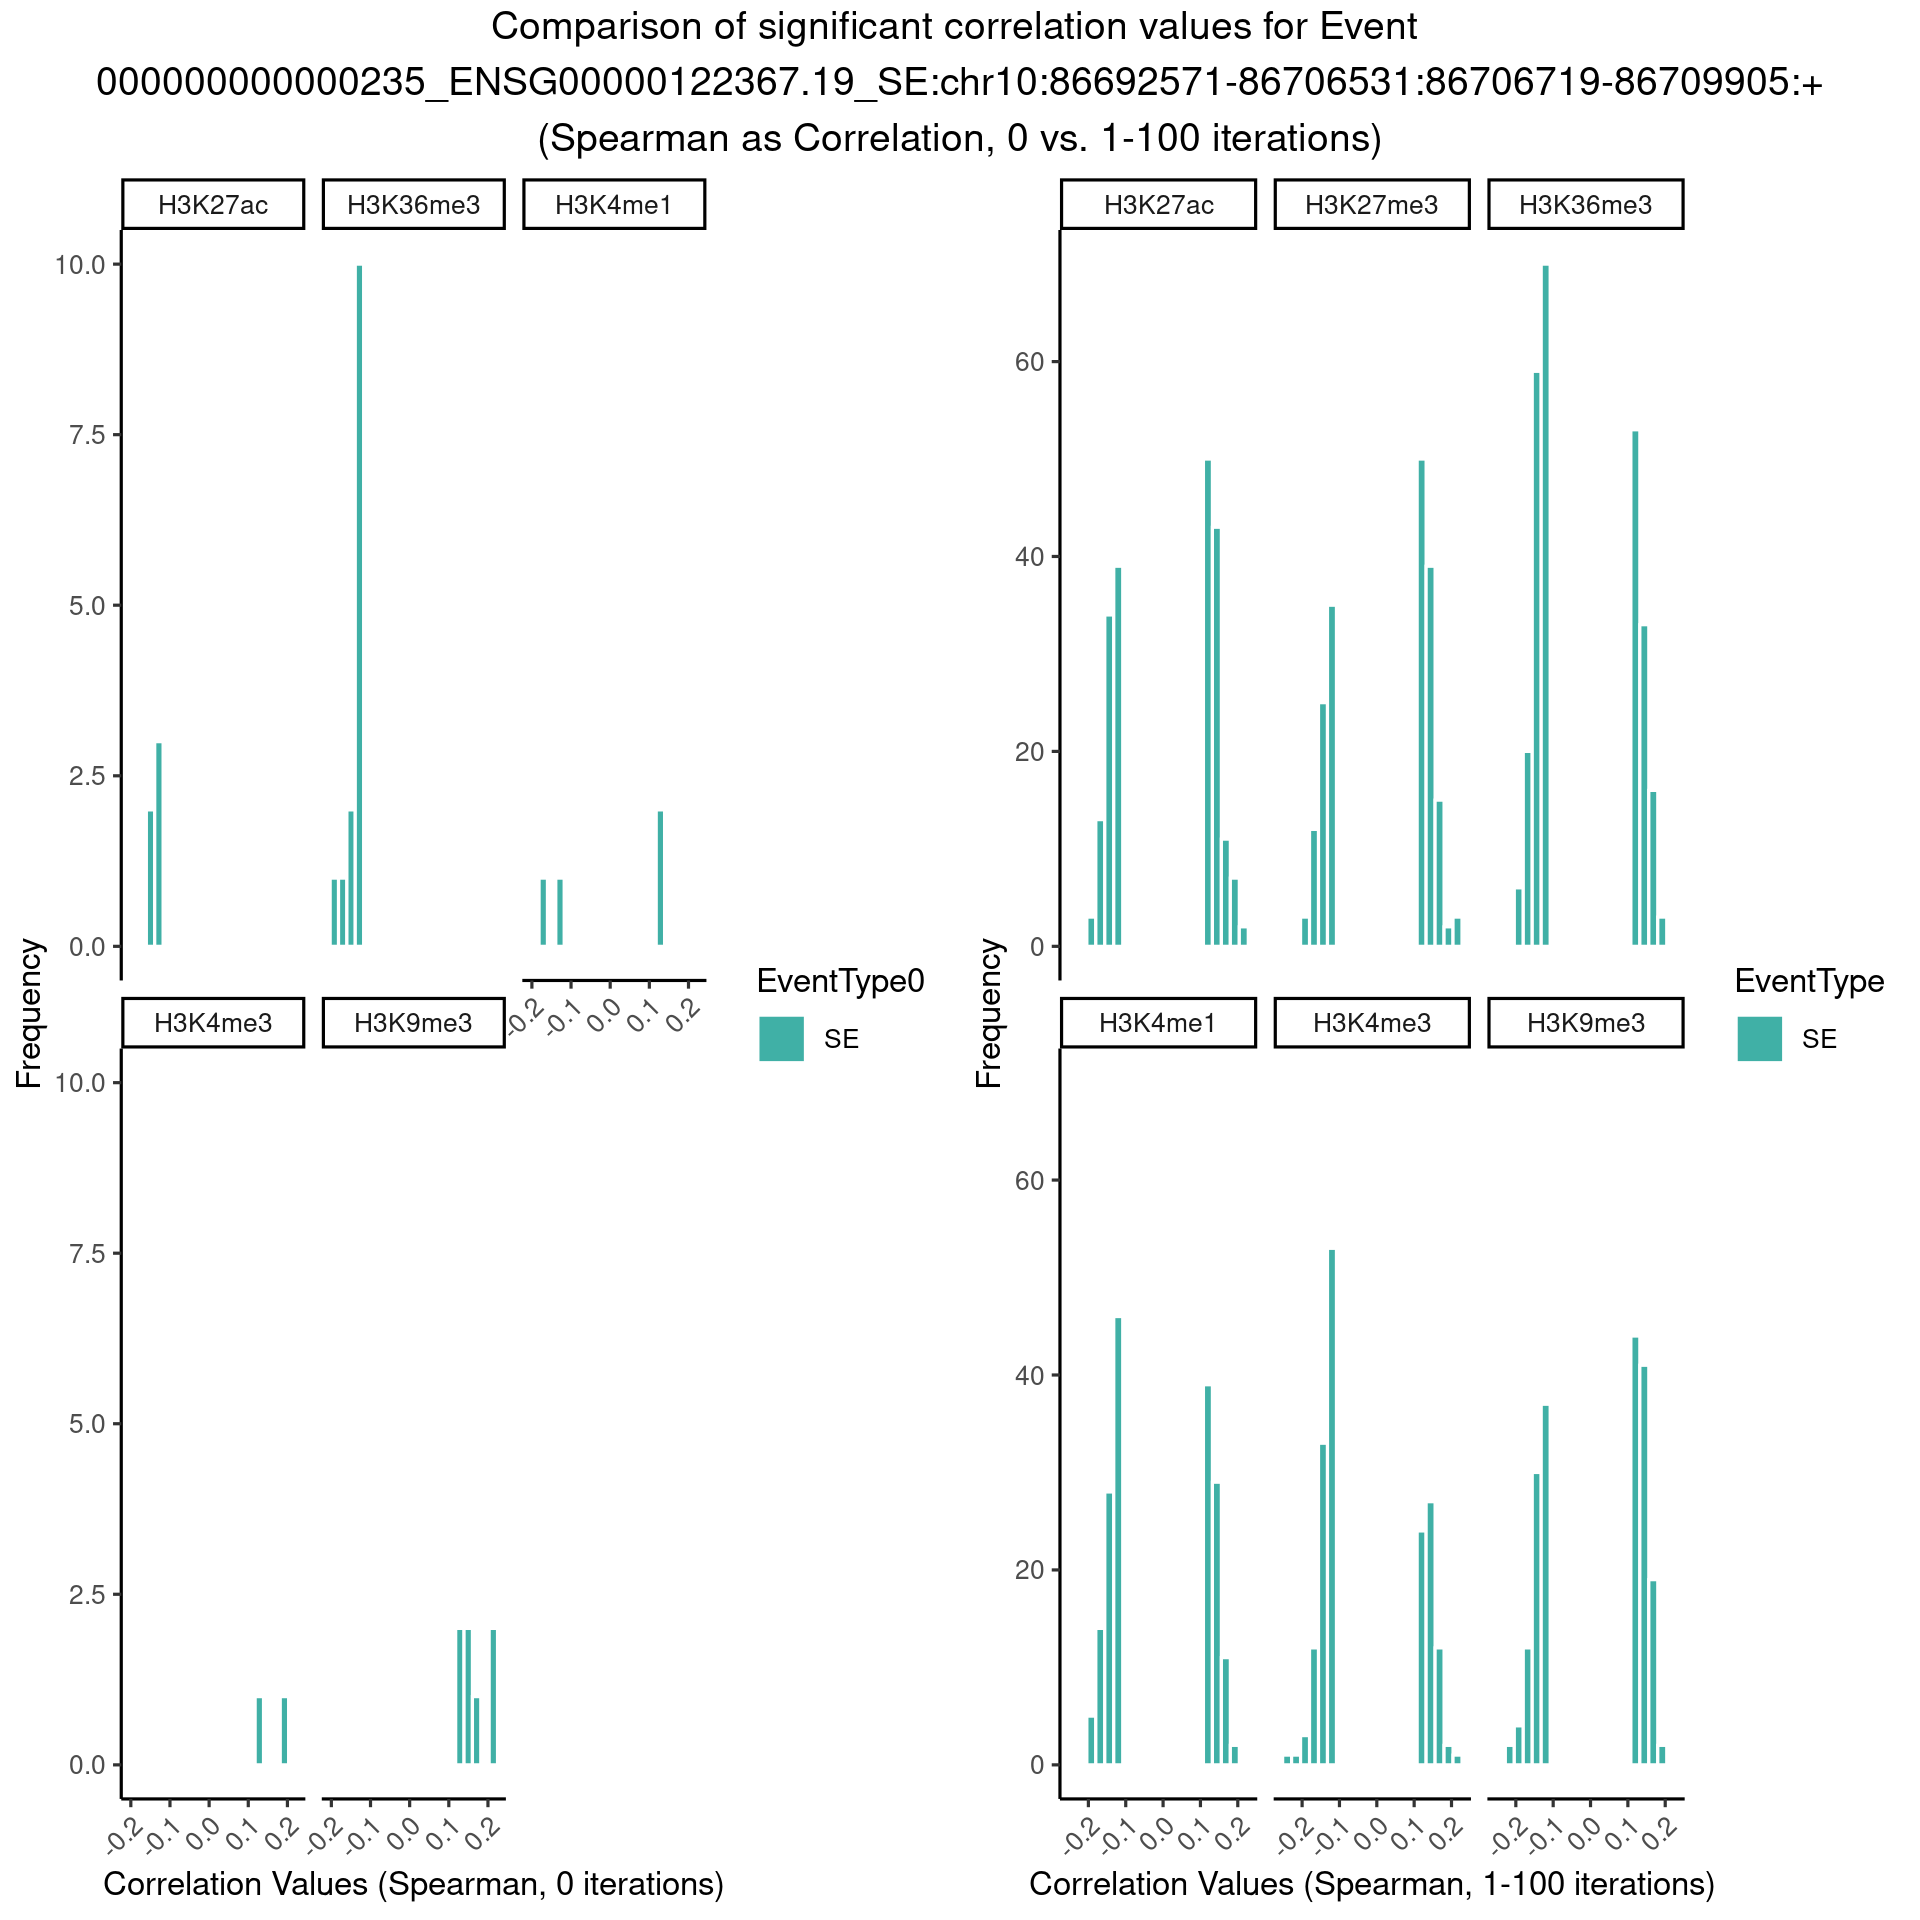 Comparison of significant correlation values for Event
000000000000235_ENSG00000122367.19_SE:chr10:86692571-86706531:86706719-86709905:+
(Spearman as Correlation, 0 vs. 1-100 iterations)
H3K27ac H3K36me3 H3K4me1
10.0
7.5
5.0
2.5
0.0
-0.2 -0.1 0.0 0.1 0.2
H3K4me3 H3K9me3
10.0
7.5
5.0
2.5
0.0
-0.2 -0.1 0.0 0.1 0.2 -0.2 -0.1 0.0 0.1 0.2
Frequency
Correlation Values (Spearman, 0 iterations)
EventType0
SE
H3K27ac H3K27me3 H3K36me3
60
40
20
0
H3K4me1 H3K4me3 H3K9me3
60
40
20
0
-0.2 -0.1 0.0 0.1 0.2 -0.2 -0.1 0.0 0.1 0.2 -0.2 -0.1 0.0 0.1 0.2
Frequency
Correlation Values (Spearman, 1-100 iterations)
EventType
SE